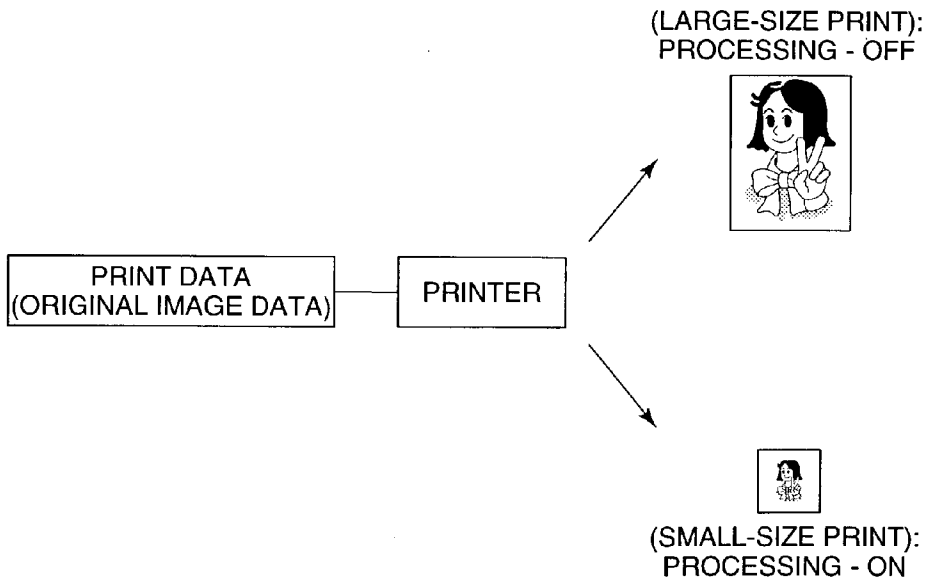 (LARGE-SIZE PRINT):
PROCESSING - OFF
PRINT DATA
(ORIGINAL IMAGE DATA)
PRINTER
(SMALL-SIZE PRINT):
PROCESSING - ON